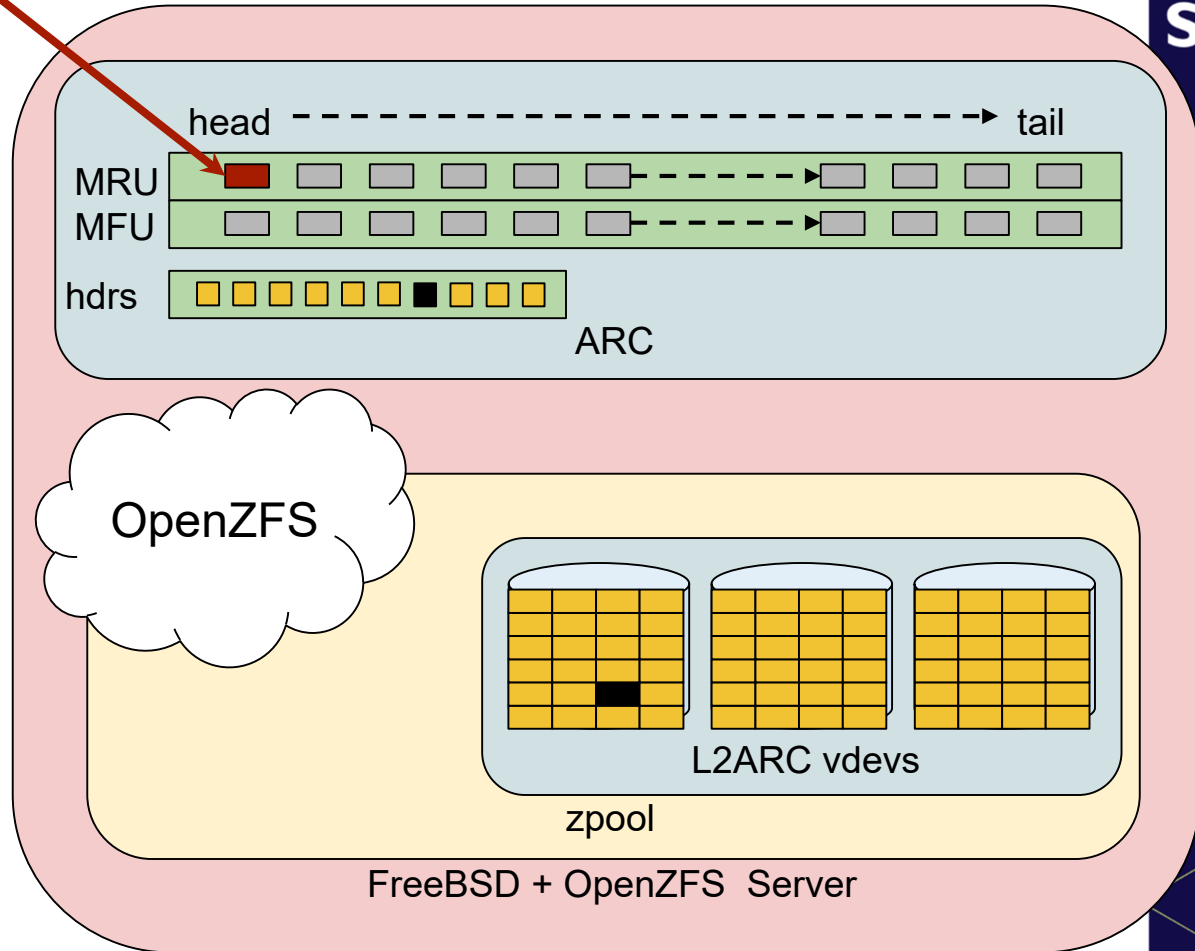 S
head
tail
MRU
MFU
hdrs
ARC
OpenZFS
L2ARC vdevs
zpool
FreeBSD + OpenZFS Server